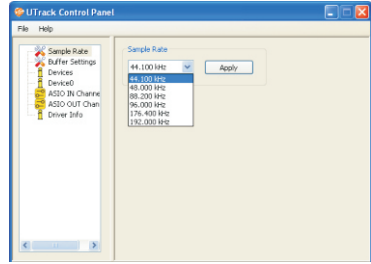 UTrack Control Panel
File Help
Sample Rate
Buffer Settings
Devices
Device0
ASIO IN Channe
ASIO OUT Chan
Driver Info
Sample Rate
44.100 kHz
Apply
44.100 kHz
48.000 kHz
88.200 kHz
96.000 kHz
176.400 kHz
192.000 kHz